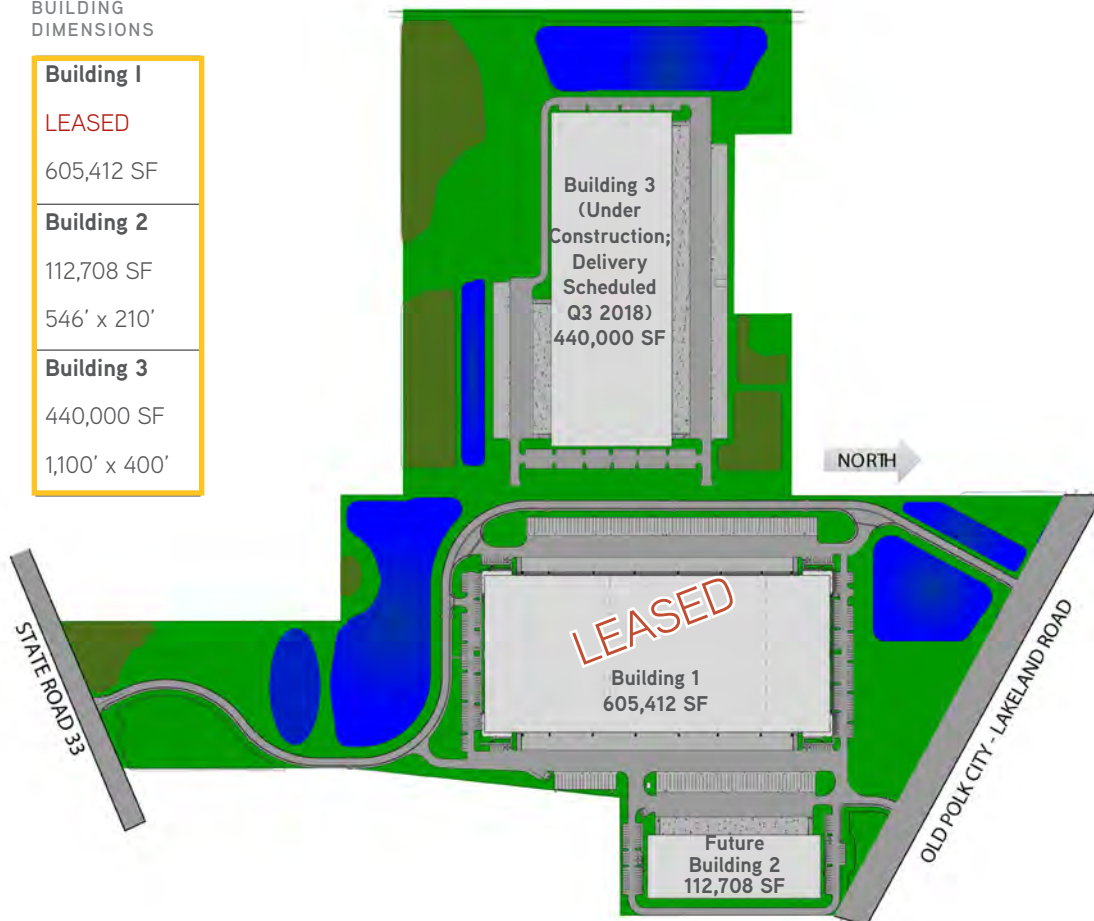 BUILDING
DIMENSIONS
Building I
LEASED
605,412 SF
Building 2
112,708 SF
546’ x 210’
Building 3
440,000 SF
1,100’ x 400’
Building 3
(Under
Construction;
Delivery
Scheduled
Q3 2018)
440,000 SF
NORTH
STATE ROAD 33
LEASED
Building 1
605,412 SF
OLD POLK CITY - LAKELAND ROAD
Future
Building 2
112,708 SF